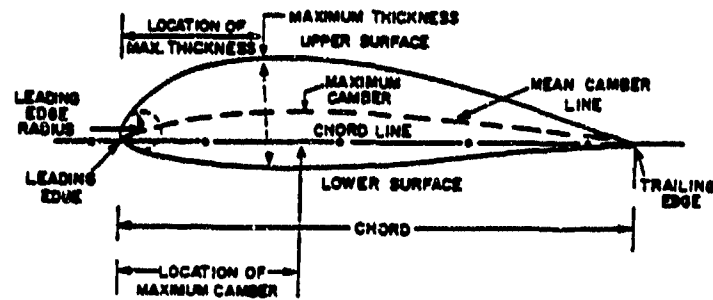 LOCATION OF
MAX. THICKNESS
MAXIMUM THICKNESS
UPPER SURFACE
MAXIMUM
CAMBER
MEAN CAMBER
LINE
LEADING
EDGE
RADIUS
CHORD LINE
LEADING
EDUE
LOWER SURFACE
TRAILING
EDGE
CHORD
LOCATION OF
MAXIMUM CAMBER